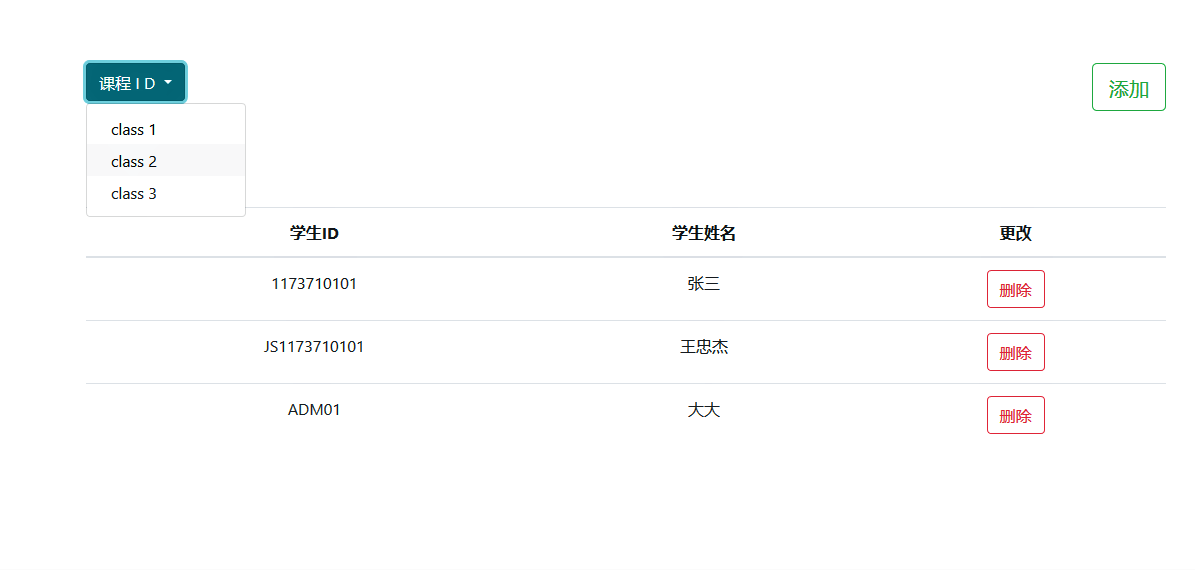 课程 I D
添加
class 1
class 2
class 3
学生ID 学生姓名 更改
1173710101 张三 删除
JS1173710101 王忠杰 删除
ADM01 大大 删除